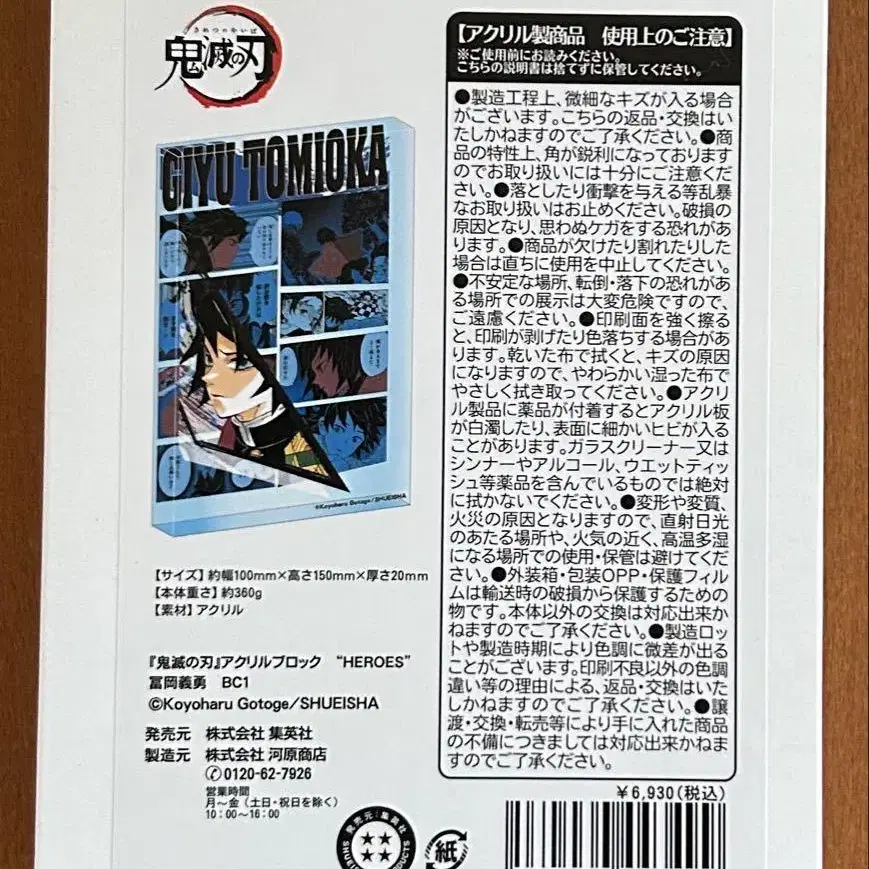 きめつのやいば
鬼滅の刃
GIYU TOMIOKA
©Koyoharu Gotoge/SHUEISHA
【サイズ】約幅100mm×高さ150mm×厚さ20mm
【本体重さ】約360g
【素材】アクリル
『鬼滅の刃』アクリルブロック “HEROES”
冨岡義勇 BC1
©Koyoharu Gotoge/SHUEISHA
発売元 株式会社 集英社
製造元 株式会社 河原商店
✆0120-62-7926
営業時間
月～金(土日・祝日を除く)
10:00～16:00
【アクリル製商品 使用上のご注意】
※ご使用前にお読みください。
こちらの説明書は捨てずに保管してください。
●製造工程上、微細なキズが入る場合
がございます。こちらの返品・交換はい
たしかねますのでご了承ください。●商
品の特性上、角が鋭利になっております
のでお取り扱いには十分にご注意くださ
い。●落としたり衝撃を与える等乱暴
なお取り扱いはお止めください。破損の
原因となり、思わぬケガをする恐れがあ
ります。●商品が欠けたり割れたりした
場合は直ちに使用を中止してください。
●不安定な場所、転倒・落下の恐れがあ
る場所での展示は大変危険ですので、
ご遠慮ください。●印刷面を強く擦る
と、印刷が剥げたり色落ちする場合があ
ります。乾いた布で拭くと、キズの原因
になりますので、やわらかい湿った布で
やさしく拭き取ってください。●アクリ
ル製品に薬品が付着するとアクリル板
が白濁したり、表面に細かいヒビが入る
ことがあります。ガラスクリーナー又は
シンナーやアルコール、ウエットティッ
シュ等薬品を含んでいるものでは絶対
に拭かないでください。●変形や変質、
火災の原因となりますので、直射日光
のあたる場所や、火気の近く、高温多湿
になる場所での使用・保管は避けてくだ
さい。●外装箱・包装OPP・保護フィル
ムは輸送時の破損から保護するための
物です。本体以外の交換は対応出来か
ねますのでご了承ください。●製造ロッ
トや製造時期により色調に微差が出る
ことがございます。印刷不良以外の色調
違い等の理由による、返品・交換はいた
しかねますのでご了承ください。●譲
渡・交換・転売等により手に入れた商品
の不備につきましては対応出来かねま
すのでご了承ください。
¥6,930(税込)
発売元:集英社
紙